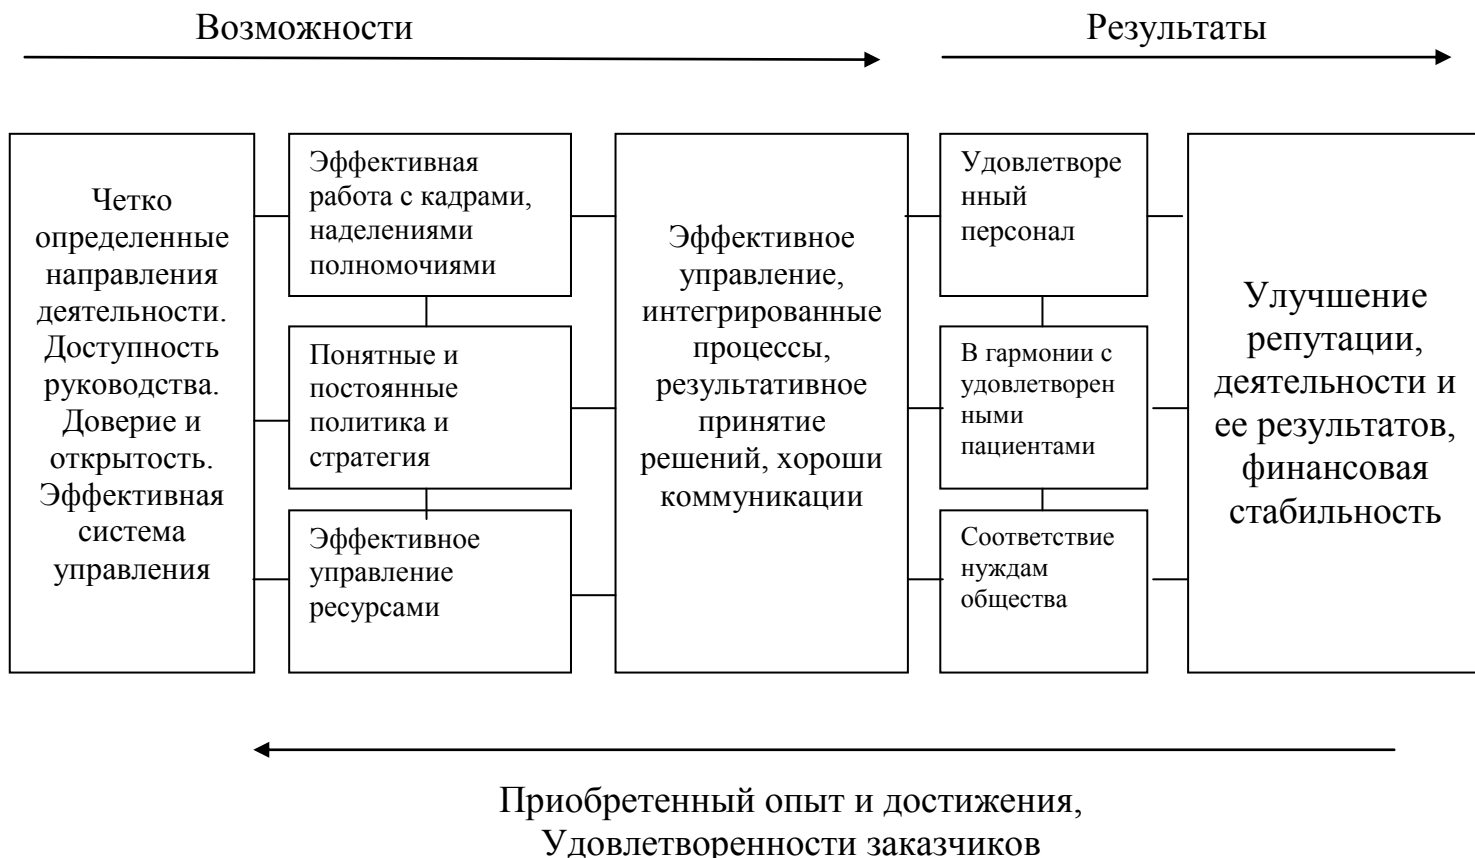 Возможности
Результаты
Четко
определенные
направления
деятельности.
Доступность
руководства.
Доверие и
открытость.
Эффективная
система
управления
Эффективная
работа с кадрами,
наделениями
полномочиями
Понятные и
постоянные
политика и
стратегия
Эффективное
управление
ресурсами
Эффективное
управление,
интегрированные
процессы,
результативное
принятие
решений, хороши
коммуникации
Удовлетворе
нный
персонал
В гармонии с
удовлетворен
ными
пациентами
Соответствие
нуждам
общества
Улучшение
репутации,
деятельности и
ее результатов,
финансовая
стабильность
Приобретенный опыт и достижения,
Удовлетворенности заказчиков